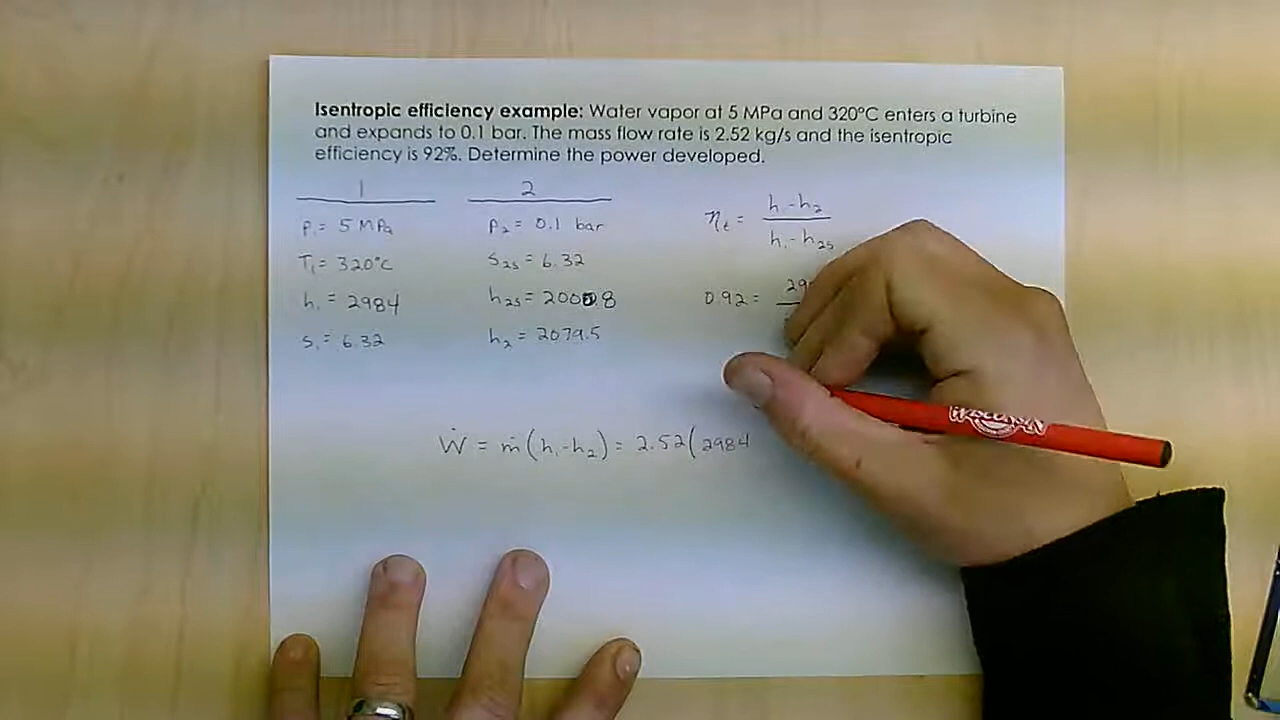 Isentropic efficiency example: Water vapor at 5 MPa and 320°C enters a turbine
and expands to 0.1 bar. The mass flow rate is 2.52 kg/s and the isentropic
efficiency is 92%. Determine the power developed.
1
p₁ = 5 MPa
T₁ = 320°C
h₁ = 2984
s₁ = 6.32
2
p₂ = 0.1 bar
s₂s = 6.32
h₂s = 2000.8
h₂ = 2079.5
ηt = h₁-h₂ / h₁-h₂s
0.92 = 29
Ẇ = ṁ(h₁-h₂) = 2.52(2984
WISCONSIN